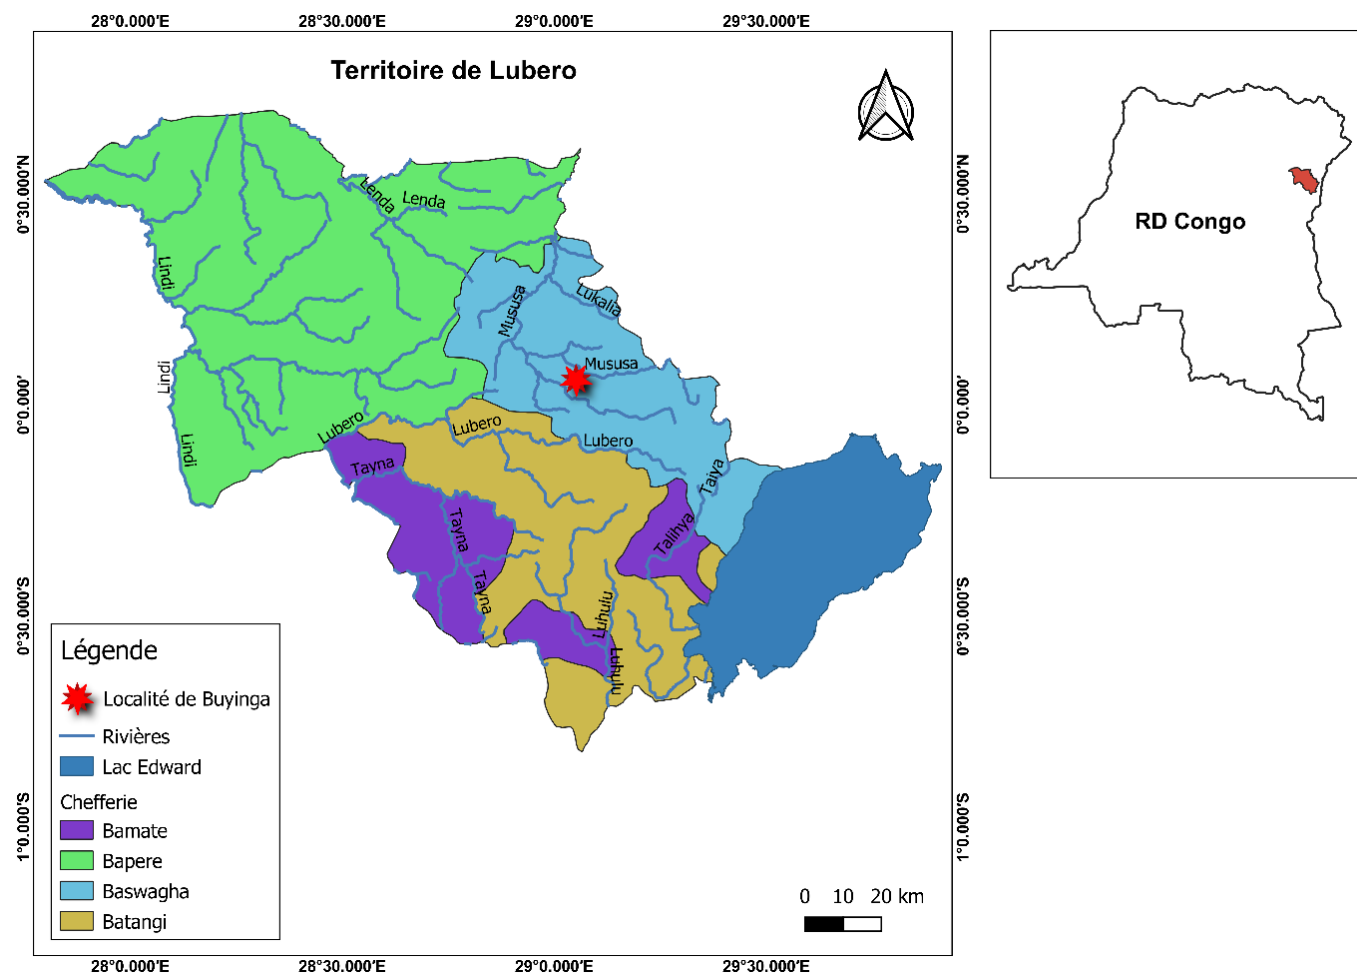 28°0.000'E 28°30.000'E 29°0.000'E 29°30.000'E
Territoire de Lubero
0°30.000'N
0°0.000'
0°30.000'S
1°0.000'S
Lenda
Lenda
Lindi
Mususa
Lukalia
Lindi
Mususa
Lubero
Lubero
Lubero
Lindi
Tayna
Taiya
Tayna
Talihya
Tayna
Luhulu
Luhulu
Légende
Localité de Buyinga
Rivières
Lac Edward
Chefferie
Bamate
Bapere
Baswagha
Batangi
0 10 20 km
28°0.000'E 28°30.000'E 29°0.000'E 29°30.000'E
0°30.000'N
0°0.000'
0°30.000'S
1°0.000'S
RD Congo